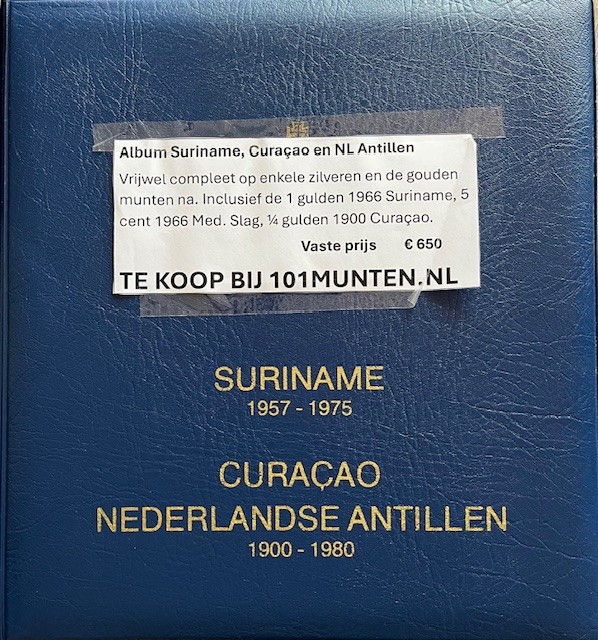 Album Suriname, Curaçao en NL Antillen
Vrijwel compleet op enkele zilveren en de gouden
munten na. Inclusief de 1 gulden 1966 Suriname, 5
cent 1966 Med. Slag, ¼ gulden 1900 Curaçao.
Vaste prijs € 650
TE KOOP BIJ 101MUNTEN.NL
SURINAME
1957 - 1975
CURAÇAO
NEDERLANDSE ANTILLEN
1900 - 1980